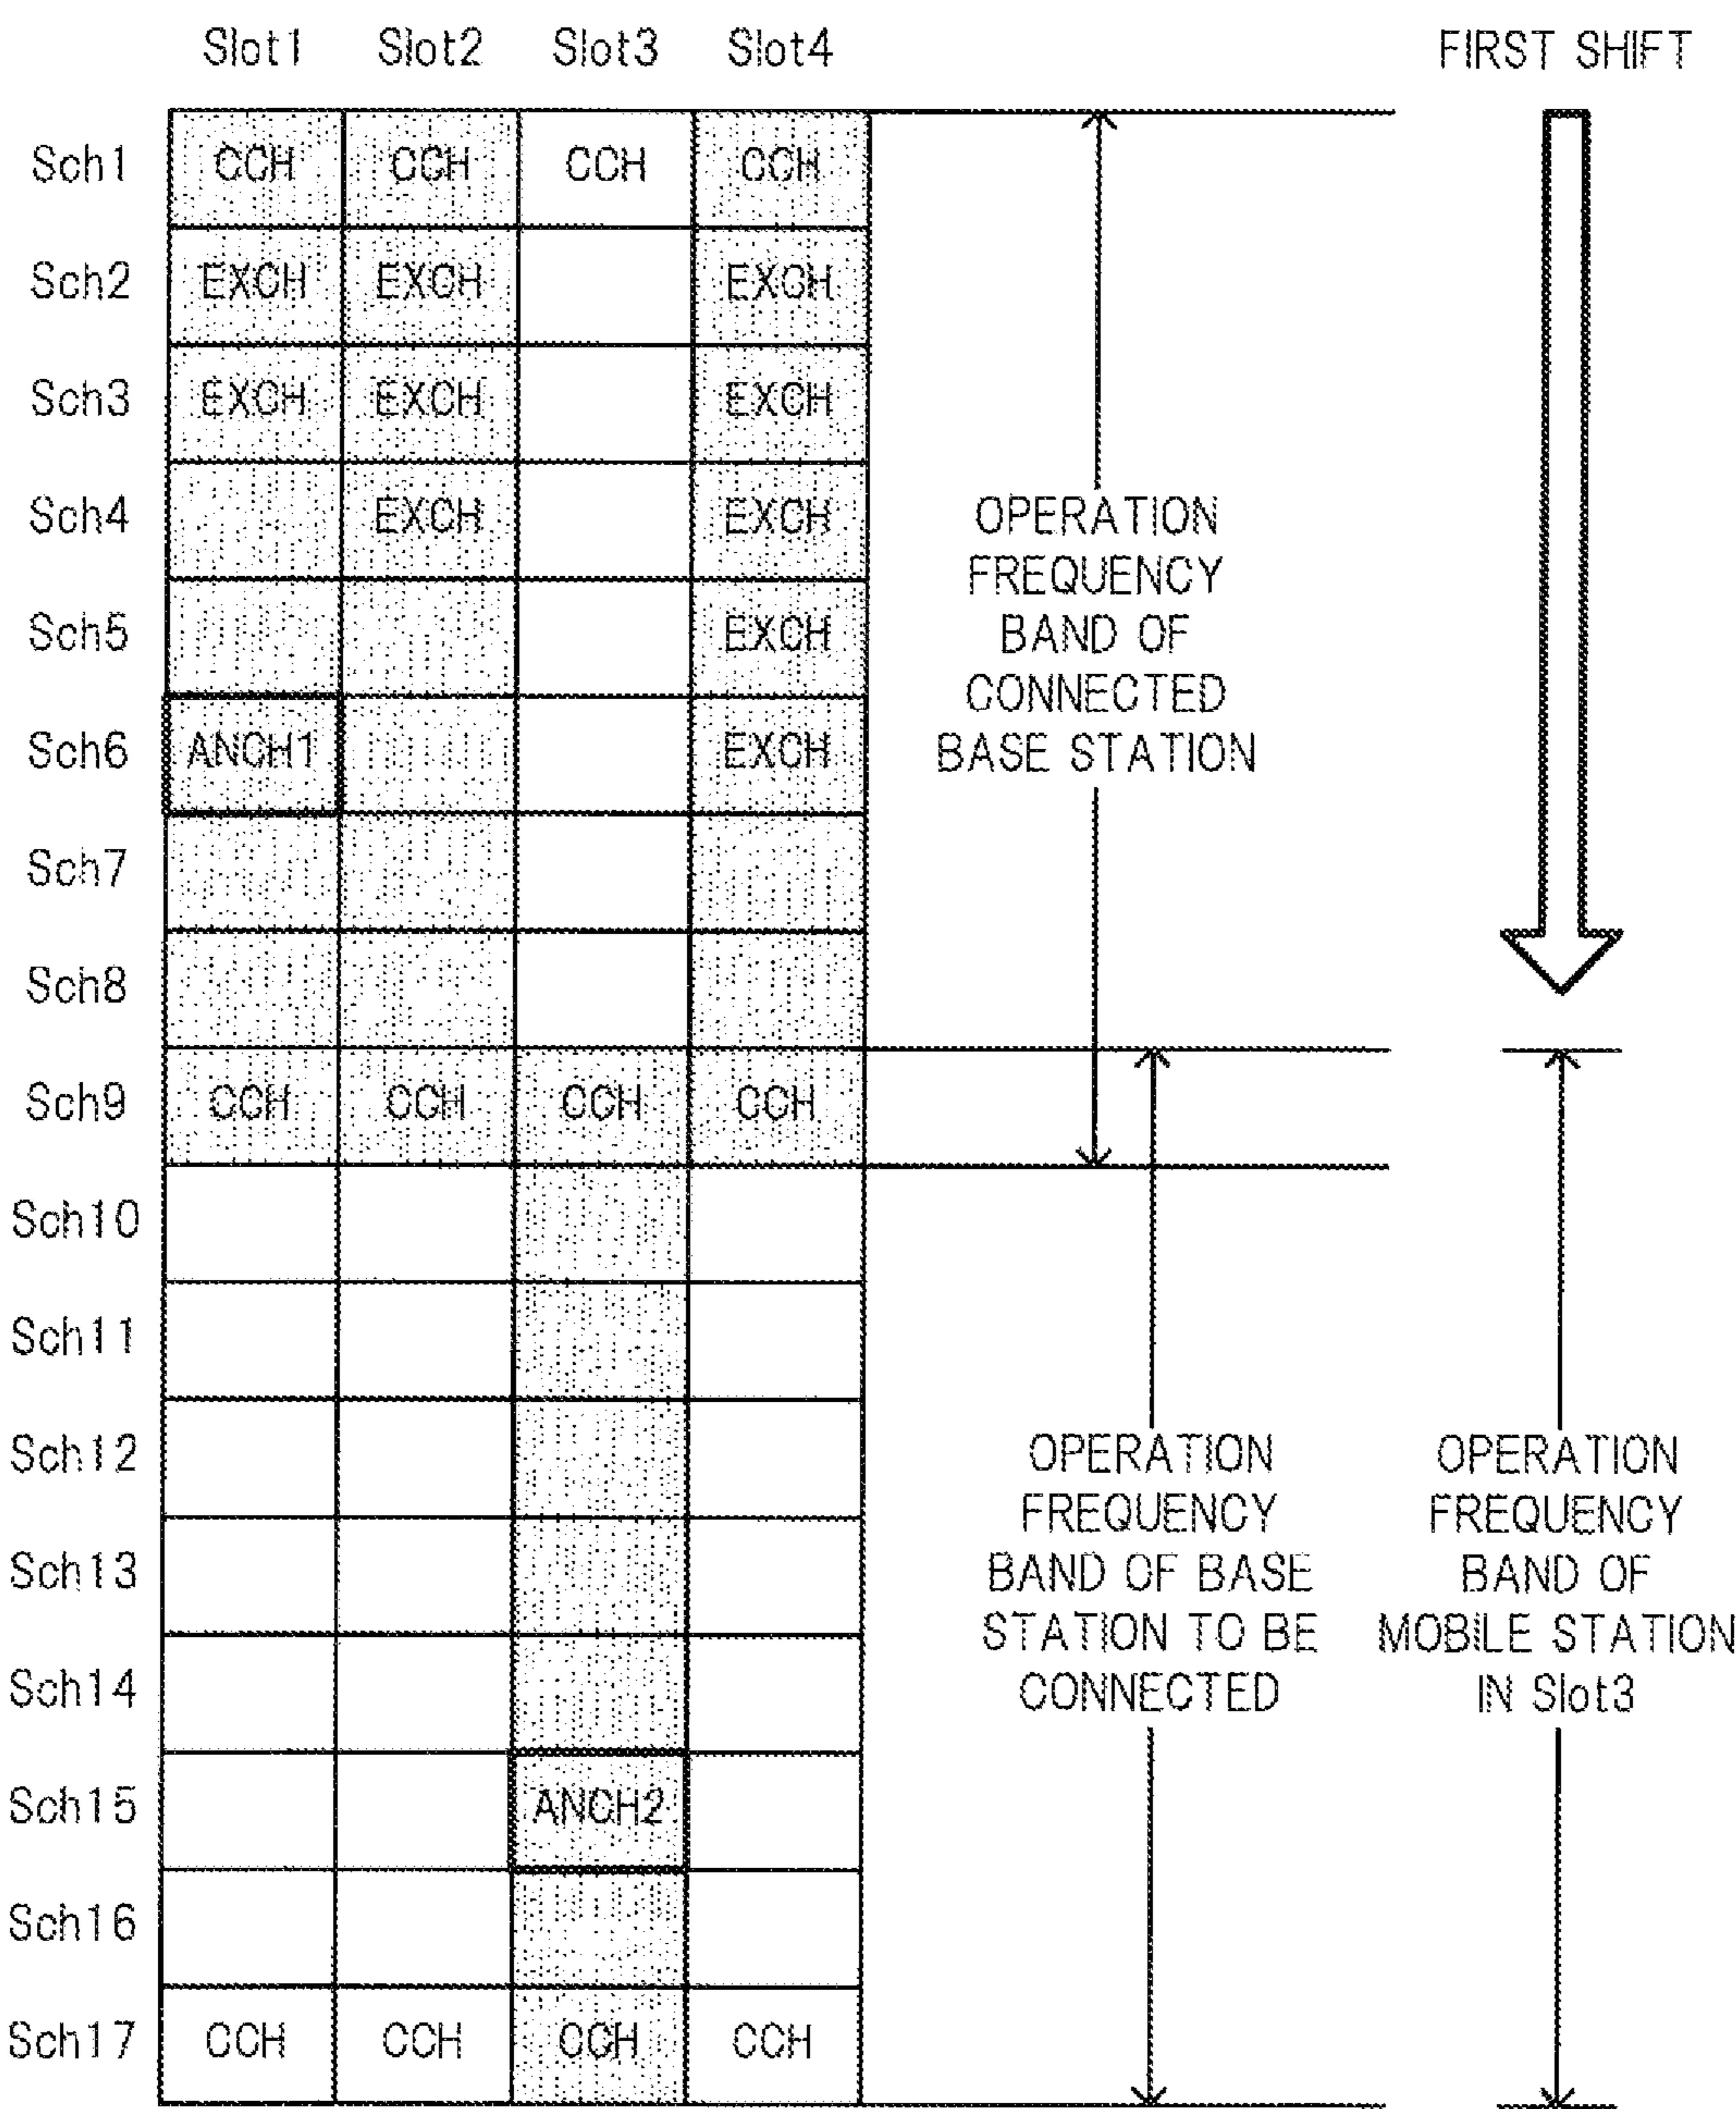 Slot1 Slot2 Slot3 Slot4 FIRST SHIFT
Sch1 CCH CCH CCH CCH
Sch2 EXCH EXCH EXCH
Sch3 EXCH EXCH EXCH
Sch4 EXCH EXCH
Sch5 EXCH
Sch6 ANCH1 EXCH
Sch7
Sch8
Sch9 CCH CCH CCH CCH
Sch10
Sch11
Sch12
Sch13
Sch14
Sch15 ANCH2
Sch16
Sch17 CCH CCH CCH CCH
OPERATION
FREQUENCY
BAND OF
CONNECTED
BASE STATION
OPERATION
FREQUENCY
BAND OF BASE
STATION TO BE
CONNECTED
OPERATION
FREQUENCY
BAND OF
MOBILE STATION
IN Slot3